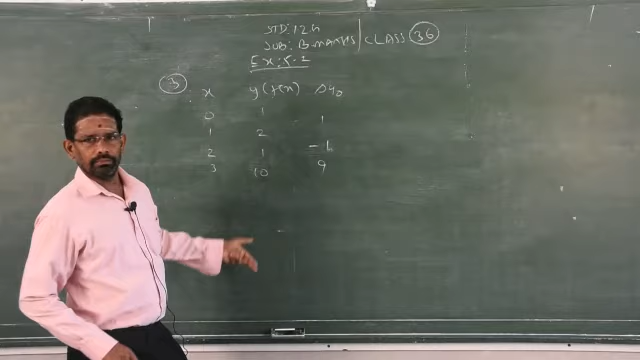 STD: 12th
SUB: B.MATHS | CLASS 36
Ex: 5.2
3
x y(f(x)) Δy0
0 1
1
1 2
-1
2 1
9
3 10